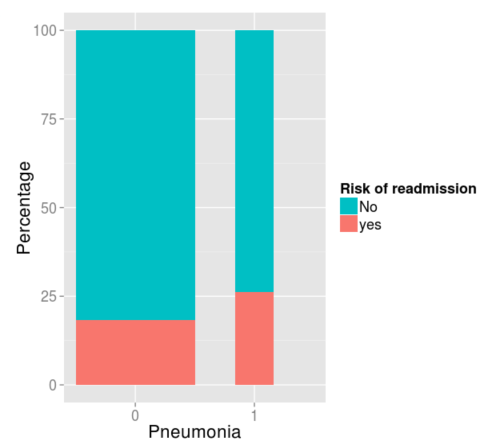 100
75
50
25
0
Percentage
0 1
Pneumonia
Risk of readmission
No
yes